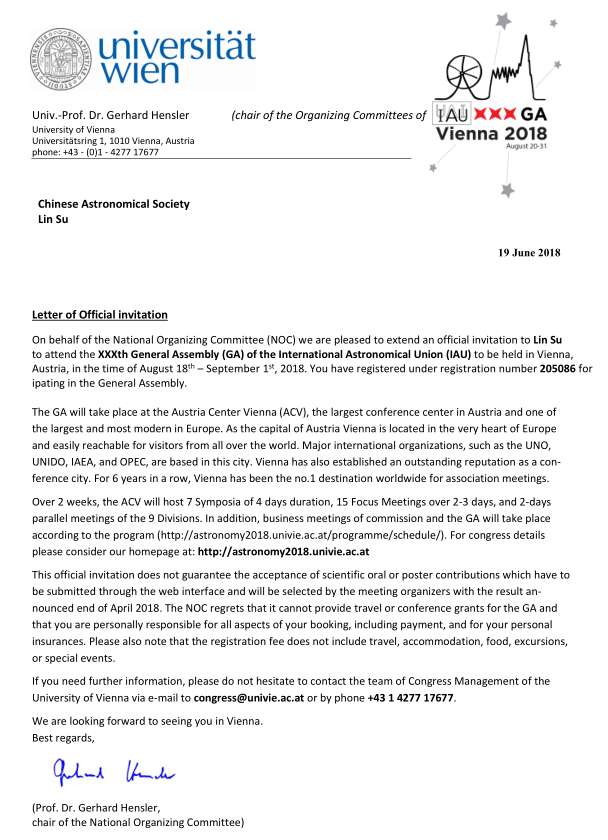 universität
wien
Univ.-Prof. Dr. Gerhard Hensler (chair of the Organizing Committees of
IAU XXX GA
Vienna 2018
August 20-31
University of Vienna
Universitätsring 1, 1010 Vienna, Austria
phone: +43 - (0)1 - 4277 17677
Chinese Astronomical Society
Lin Su
19 June 2018
Letter of Official invitation
On behalf of the National Organizing Committee (NOC) we are pleased to extend an official invitation to Lin Su
to attend the XXXth General Assembly (GA) of the International Astronomical Union (IAU) to be held in Vienna,
Austria, in the time of August 18th – September 1st, 2018. You have registered under registration number 205086 for
ipating in the General Assembly.
The GA will take place at the Austria Center Vienna (ACV), the largest conference center in Austria and one of
the largest and most modern in Europe. As the capital of Austria Vienna is located in the very heart of Europe
and easily reachable for visitors from all over the world. Major international organizations, such as the UNO,
UNIDO, IAEA, and OPEC, are based in this city. Vienna has also established an outstanding reputation as a con-
ference city. For 6 years in a row, Vienna has been the no.1 destination worldwide for association meetings.
Over 2 weeks, the ACV will host 7 Symposia of 4 days duration, 15 Focus Meetings over 2-3 days, and 2-days
parallel meetings of the 9 Divisions. In addition, business meetings of commission and the GA will take place
according to the program (http://astronomy2018.univie.ac.at/programme/schedule/). For congress details
please consider our homepage at: http://astronomy2018.univie.ac.at
This official invitation does not guarantee the acceptance of scientific oral or poster contributions which have to
be submitted through the web interface and will be selected by the meeting organizers with the result an-
nounced end of April 2018. The NOC regrets that it cannot provide travel or conference grants for the GA and
that you are personally responsible for all aspects of your booking, including payment, and for your personal
insurances. Please also note that the registration fee does not include travel, accommodation, food, excursions,
or special events.
If you need further information, please do not hesitate to contact the team of Congress Management of the
University of Vienna via e-mail to congress@univie.ac.at or by phone +43 1 4277 17677.
We are looking forward to seeing you in Vienna.
Best regards,
Gerhard Hensler
(Prof. Dr. Gerhard Hensler,
chair of the National Organizing Committee)